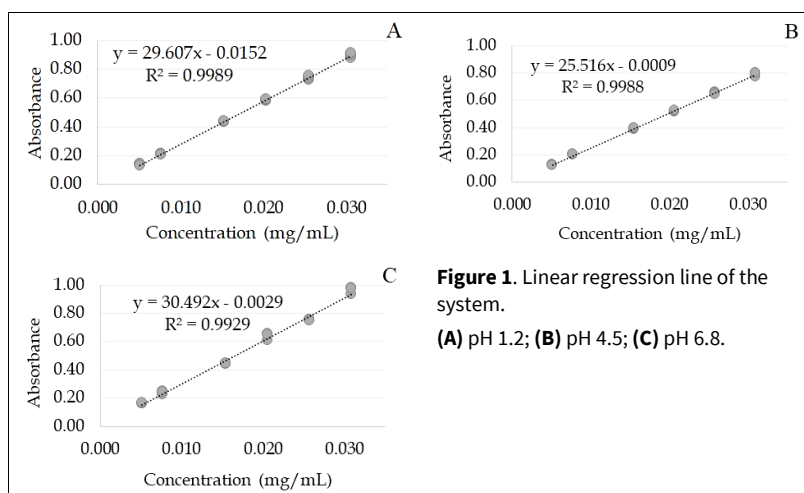 A
y = 29.607x - 0.0152
R² = 0.9989
1.00
0.80
0.60
0.40
0.20
0.00
Absorbance
0.000 0.010 0.020 0.030
Concentration (mg/mL)
B
y = 25.516x - 0.0009
R² = 0.9988
1.00
0.80
0.60
0.40
0.20
0.00
Absorbance
0.000 0.010 0.020 0.030
Concentration (mg/mL)
C
y = 30.492x - 0.0029
R² = 0.9929
1.00
0.80
0.60
0.40
0.20
0.00
Absorbance
0.000 0.010 0.020 0.030
Concentration (mg/mL)
Figure 1. Linear regression line of the
system.
(A) pH 1.2; (B) pH 4.5; (C) pH 6.8.